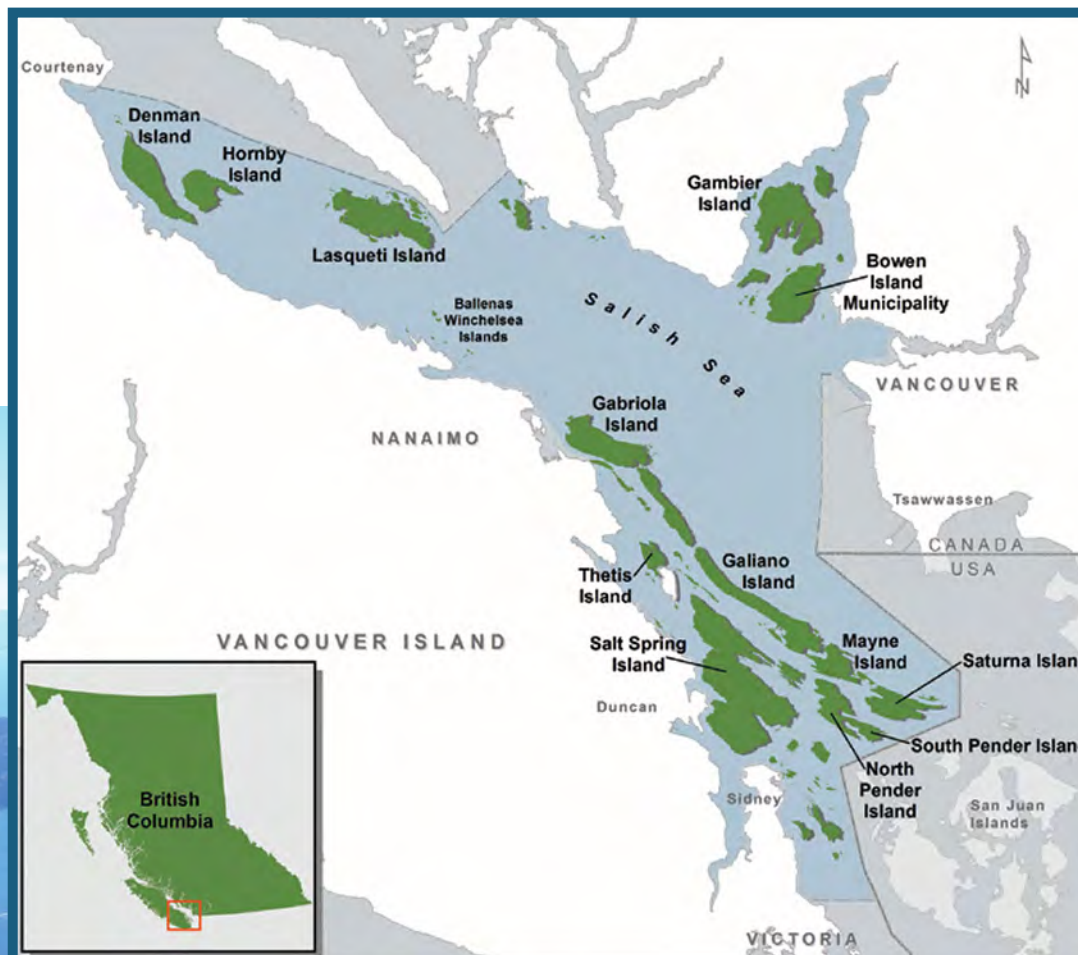 Courtenay
Denman
Island
Hornby
Island
Lasqueti Island
Gambier
Island
Bowen
Island
Municipality
Ballenas
Winchelsea
Islands
Salish Sea
VANCOUVER
Gabriola
Island
NANAIMO
Tsawwassen
CANADA
USA
Thetis
Island
Galiano
Island
VANCOUVER ISLAND
Salt Spring
Island
Mayne
Island
Saturna Islan
Duncan
South Pender Islan
North
Pender
Island
Sidney
San Juan
Islands
VICTORIA
British
Columbia
N